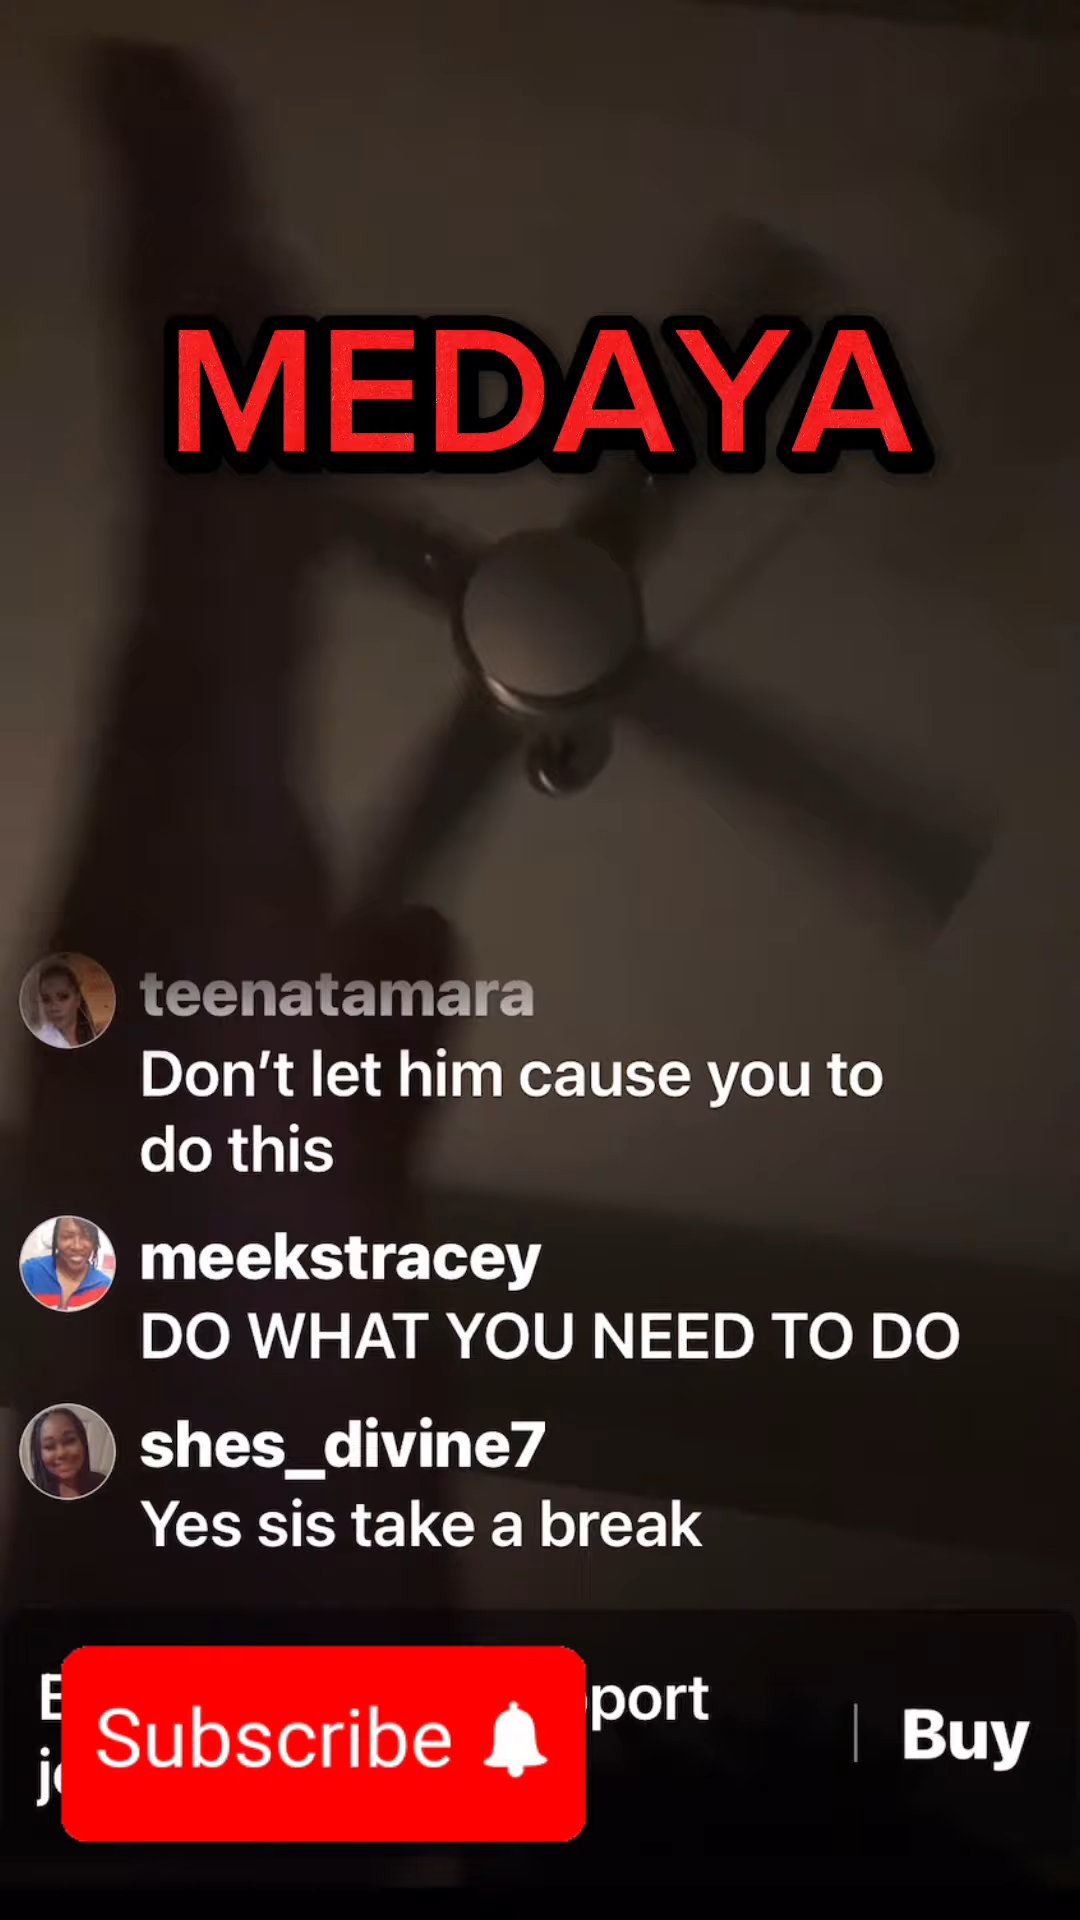 MEDAYA
teenatamara
Don't let him cause you to
do this
meekstracey
DO WHAT YOU NEED TO DO
shes_divine7
Yes sis take a break
Subscribe
Buy